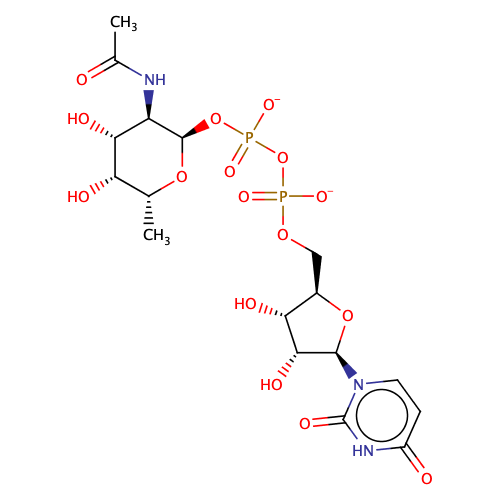 CH₃
O NH
HO O O⁻
P
HO O O O
O P O⁻
CH₃ O
HO O
HO N
O HN O